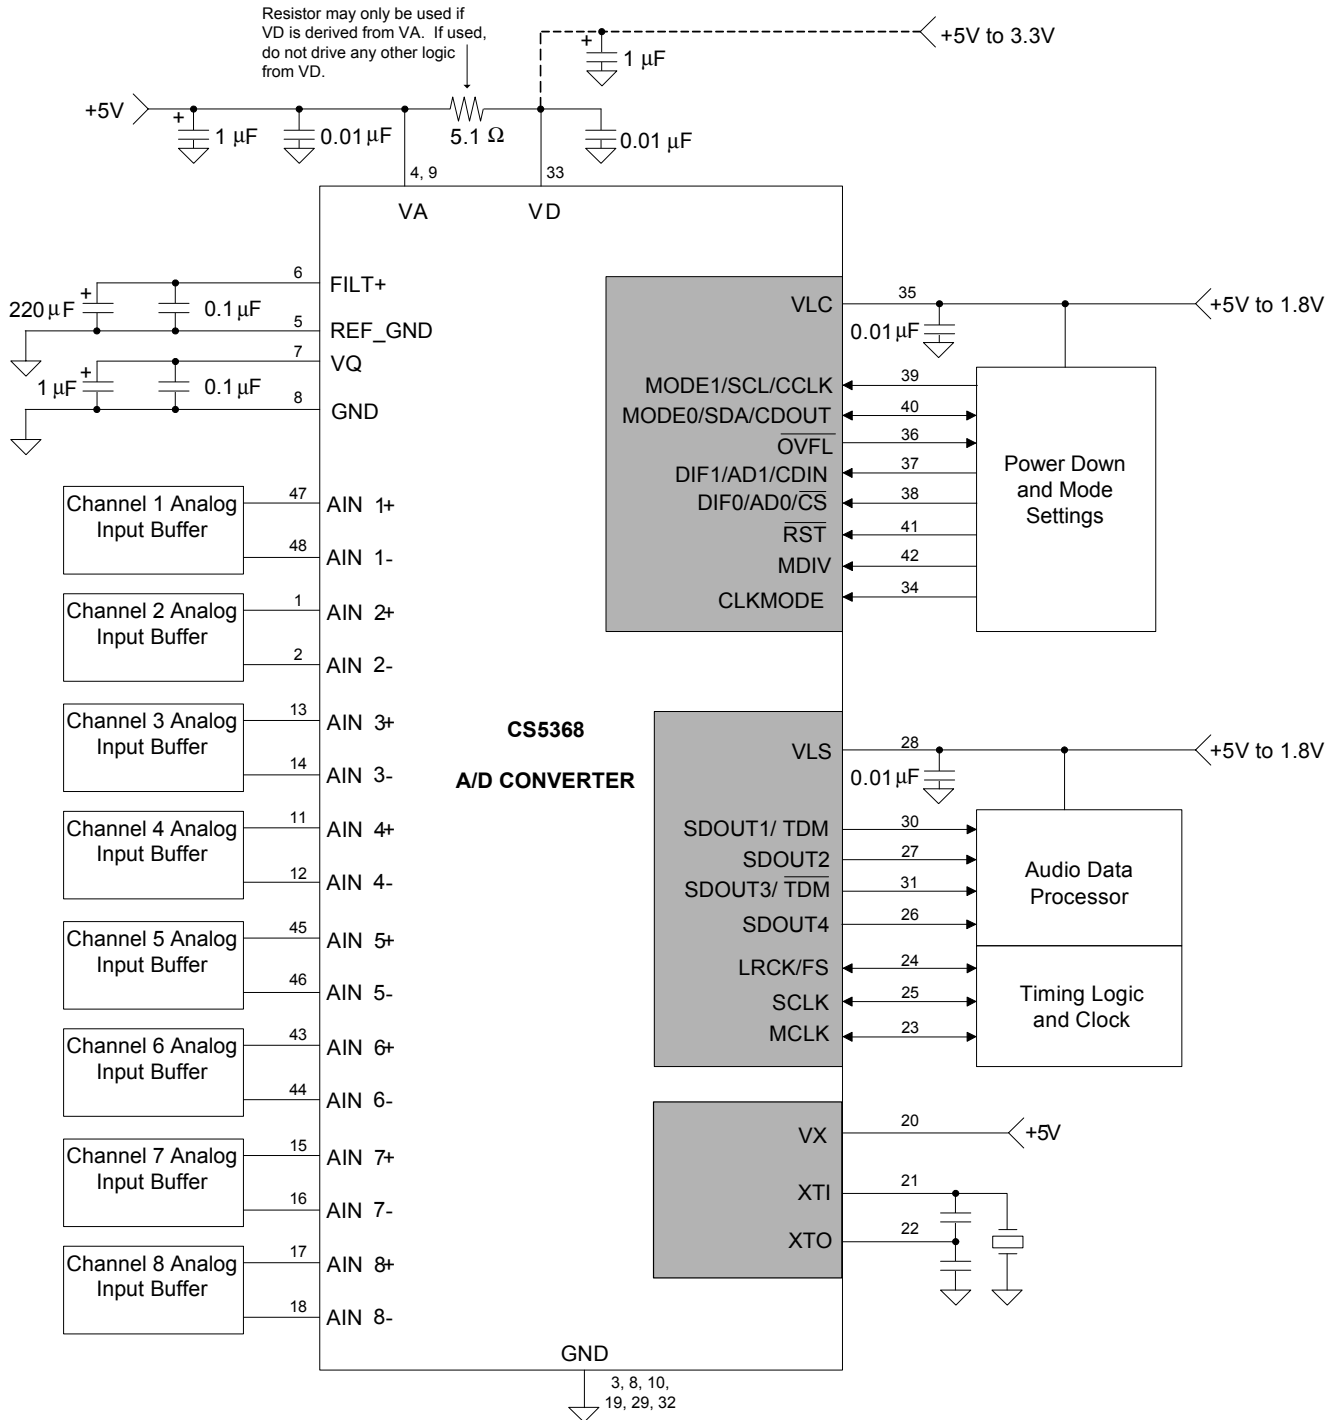 Resistor may only be used if
VD is derived from VA. If used,
do not drive any other logic
from VD.
+5V to 3.3V
+
1 µF
+5V
+
1 µF
0.01 µF
5.1 Ω
0.01 µF
4, 9
33
VA
VD
6
FILT+
+
220 µF
0.1 µF
5
REF_GND
7
VQ
+
1 µF
0.1 µF
8
GND
VLC
35
+5V to 1.8V
0.01 µF
MODE1/SCL/CCLK
39
MODE0/SDA/CDOUT
40
OVFL
36
DIF1/AD1/CDIN
37
DIF0/AD0/CS
38
RST
41
MDIV
42
CLKMODE
34
Power Down
and Mode
Settings
Channel 1 Analog
Input Buffer
47
AIN 1+
48
AIN 1-
Channel 2 Analog
Input Buffer
1
AIN 2+
2
AIN 2-
Channel 3 Analog
Input Buffer
13
AIN 3+
14
AIN 3-
Channel 4 Analog
Input Buffer
11
AIN 4+
12
AIN 4-
Channel 5 Analog
Input Buffer
45
AIN 5+
46
AIN 5-
Channel 6 Analog
Input Buffer
43
AIN 6+
44
AIN 6-
Channel 7 Analog
Input Buffer
15
AIN 7+
16
AIN 7-
Channel 8 Analog
Input Buffer
17
AIN 8+
18
AIN 8-
CS5368
A/D CONVERTER
VLS
28
+5V to 1.8V
0.01 µF
SDOUT1/ TDM
30
SDOUT2
27
SDOUT3/ TDM
31
SDOUT4
26
Audio Data
Processor
LRCK/FS
24
SCLK
25
MCLK
23
Timing Logic
and Clock
VX
20
+5V
XTI
21
XTO
22
GND
3, 8, 10,
19, 29, 32